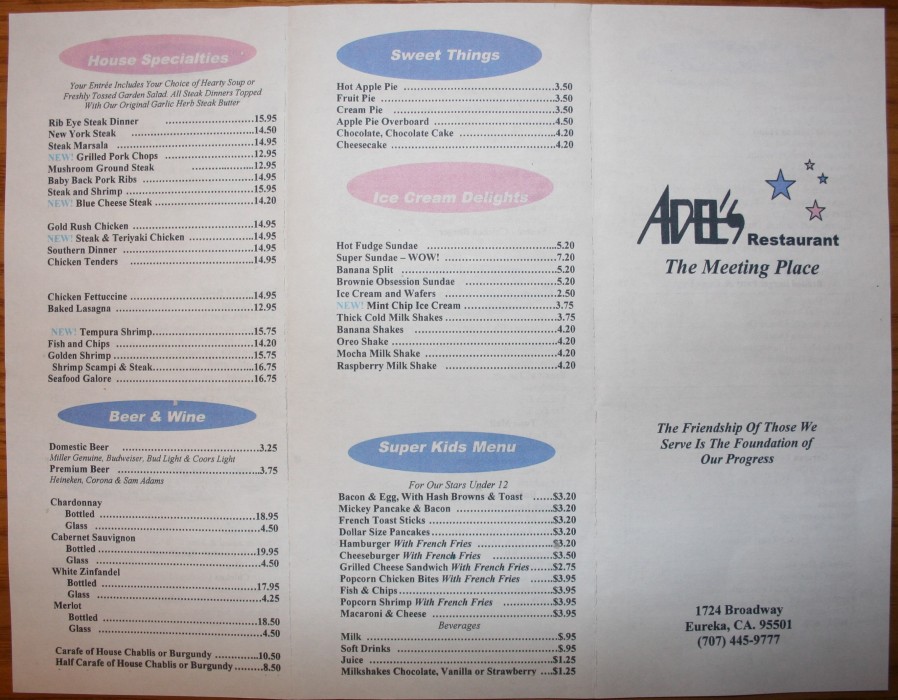 House Specialties
Your Entrée Includes Your Choice of Hearty Soup or
Freshly Tossed Garden Salad. All Steak Dinners Topped
With Our Original Garlic Herb Steak Butter
Rib Eye Steak Dinner ..........15.95
New York Steak ..........14.50
Steak Marsala ..........14.95
NEW! Grilled Pork Chops ..........12.95
Mushroom Ground Steak ..........12.95
Baby Back Pork Ribs ..........14.95
Steak and Shrimp ..........15.95
NEW! Blue Cheese Steak ..........14.20
Gold Rush Chicken ..........14.95
NEW! Steak & Teriyaki Chicken ..........14.95
Southern Dinner ..........14.95
Chicken Tenders ..........14.95
Chicken Fettuccine ..........14.95
Baked Lasagna ..........12.95
NEW! Tempura Shrimp..........15.75
Fish and Chips ..........14.20
Golden Shrimp ..........15.75
Shrimp Scampi & Steak..........16.75
Seafood Galore ..........16.75
Beer & Wine
Domestic Beer ..........3.25
Miller Genuine, Budweiser, Bud Light & Coors Light
Premium Beer ..........3.75
Heineken, Corona & Sam Adams
Chardonnay
Bottled ..........18.95
Glass ..........4.50
Cabernet Sauvignon
Bottled ..........19.95
Glass ..........4.50
White Zinfandel
Bottled ..........17.95
Glass ..........4.25
Merlot
Bottled ..........18.50
Glass ..........4.50
Carafe of House Chablis or Burgundy ..........10.50
Half Carafe of House Chablis or Burgundy ..........8.50
Sweet Things
Hot Apple Pie ..........3.50
Fruit Pie ..........3.50
Cream Pie ..........3.50
Apple Pie Overboard ..........4.50
Chocolate, Chocolate Cake ..........4.20
Cheesecake ..........4.20
Ice Cream Delights
Hot Fudge Sundae ..........5.20
Super Sundae – WOW! ..........7.20
Banana Split ..........5.20
Brownie Obsession Sundae ..........5.20
Ice Cream and Wafers ..........2.50
NEW! Mint Chip Ice Cream ..........3.75
Thick Cold Milk Shakes ..........3.75
Banana Shakes ..........4.20
Oreo Shake ..........4.20
Mocha Milk Shake ..........4.20
Raspberry Milk Shake ..........4.20
Super Kids Menu
For Our Stars Under 12
Bacon & Egg, With Hash Browns & Toast ......$3.20
Mickey Pancake & Bacon ..........$3.20
French Toast Sticks ..........$3.20
Dollar Size Pancakes ..........$3.20
Hamburger With French Fries ..........$3.20
Cheeseburger With French Fries ..........$3.50
Grilled Cheese Sandwich With French Fries .......$2.75
Popcorn Chicken Bites With French Fries ......$3.95
Fish & Chips..........$3.95
Popcorn Shrimp With French Fries ..........$3.95
Macaroni & Cheese ..........$3.95
Beverages
Milk ..........$.95
Soft Drinks ..........$.95
Juice ..........$1.25
Milkshakes Chocolate, Vanilla or Strawberry ....$1.25
ADEL'S
Restaurant
The Meeting Place
The Friendship Of Those We
Serve Is The Foundation of
Our Progress
1724 Broadway
Eureka, CA. 95501
(707) 445-9777